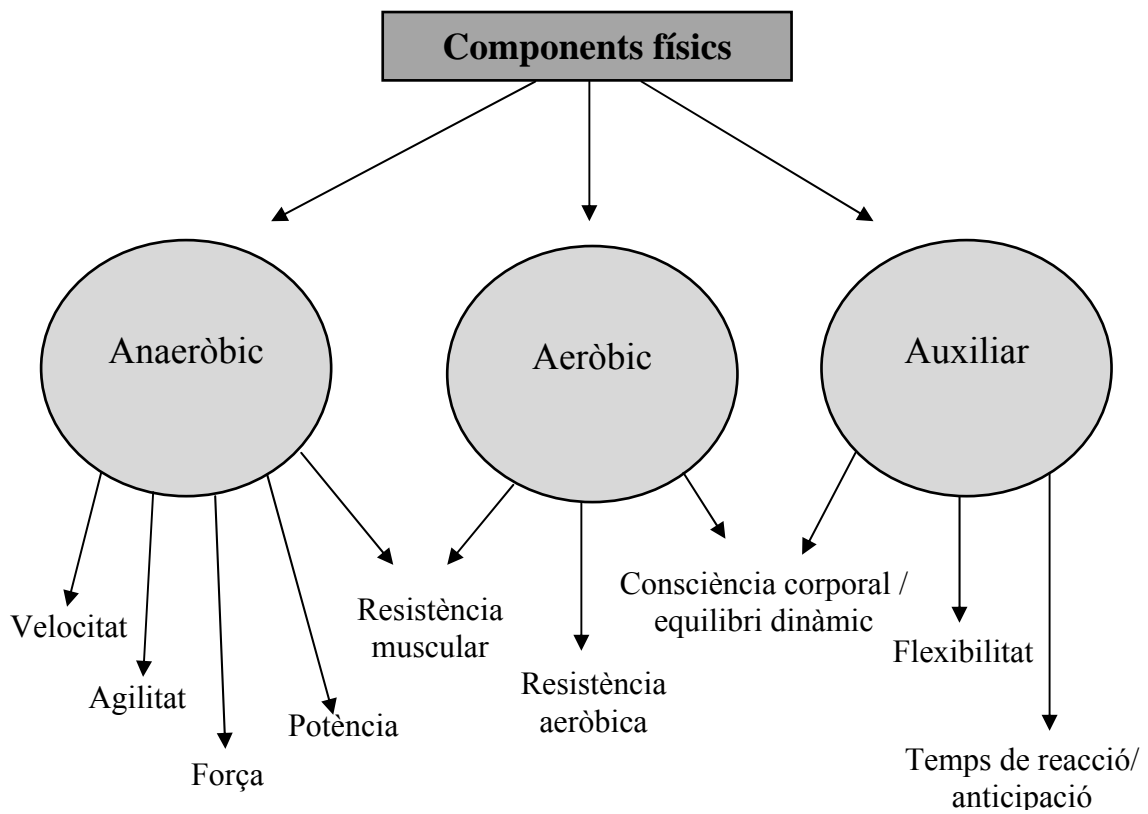 Components físics
Anaeròbic
Aeròbic
Auxiliar
Velocitat
Agilitat
Força
Potència
Resistència
muscular
Resistència
aeròbica
Consciència corporal /
equilibri dinàmic
Flexibilitat
Temps de reacció/
anticipació